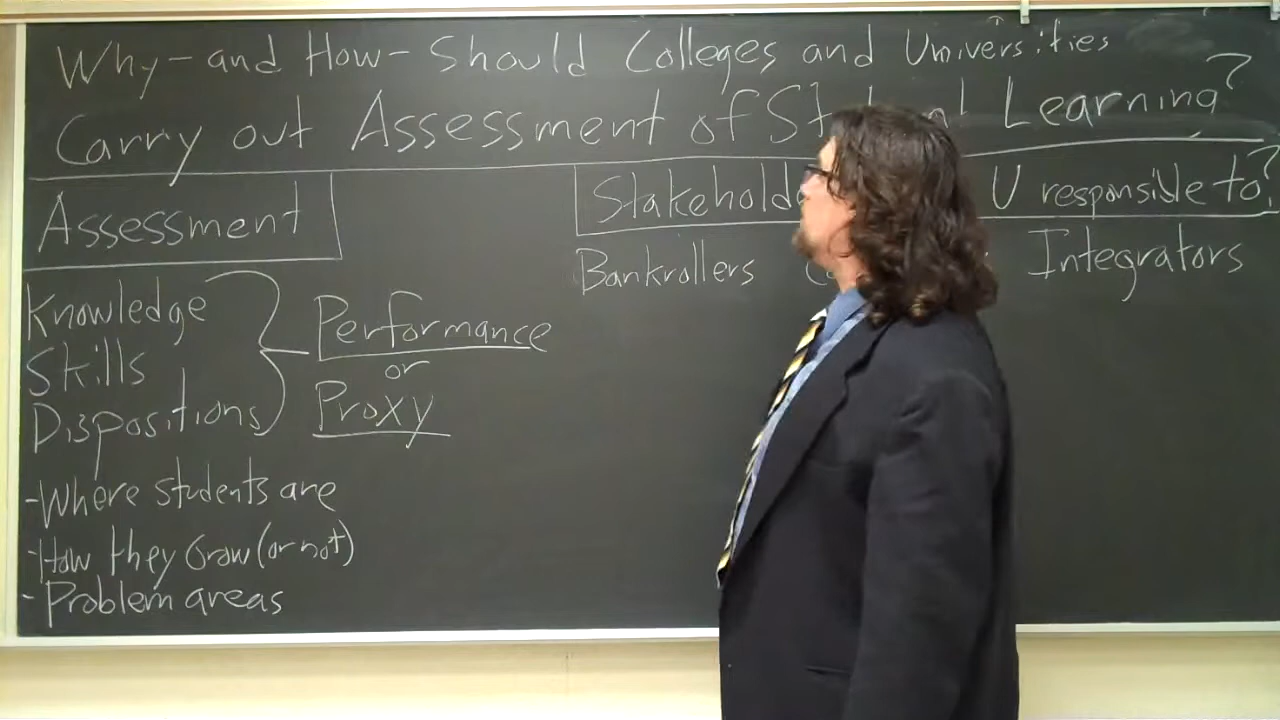 Why - and How - Should Colleges and Universities
Carry out Assessment of Learning?
Assessment
Knowledge
Skills
Dispositions
Performance
or
Proxy
- Where students are
- How they Grow (or not)
- Problem areas
U responsible to?
Bankrollers
Integrators